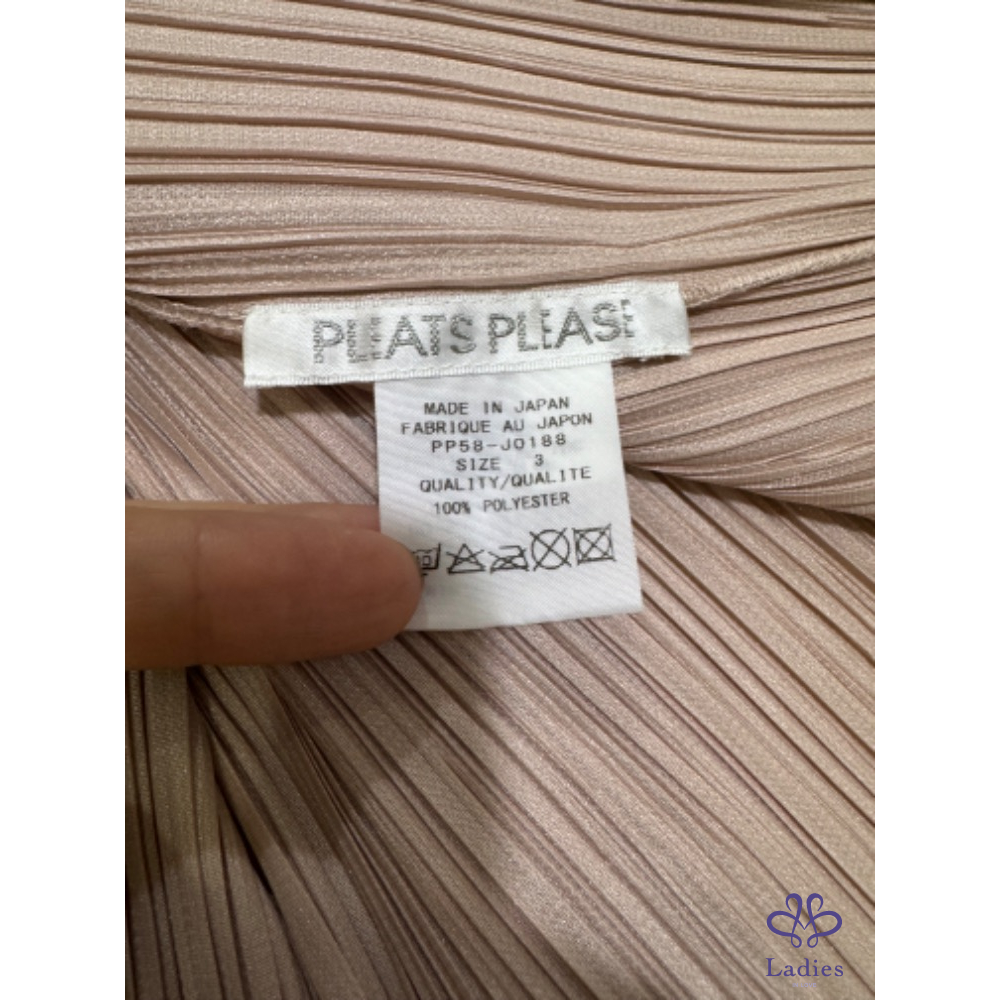 PLEATS PLEASE
MADE IN JAPAN
FABRIQUE AU JAPON
PP58-JO188
SIZE 3
QUALITY/QUALITE
100% POLYESTER
Ladies